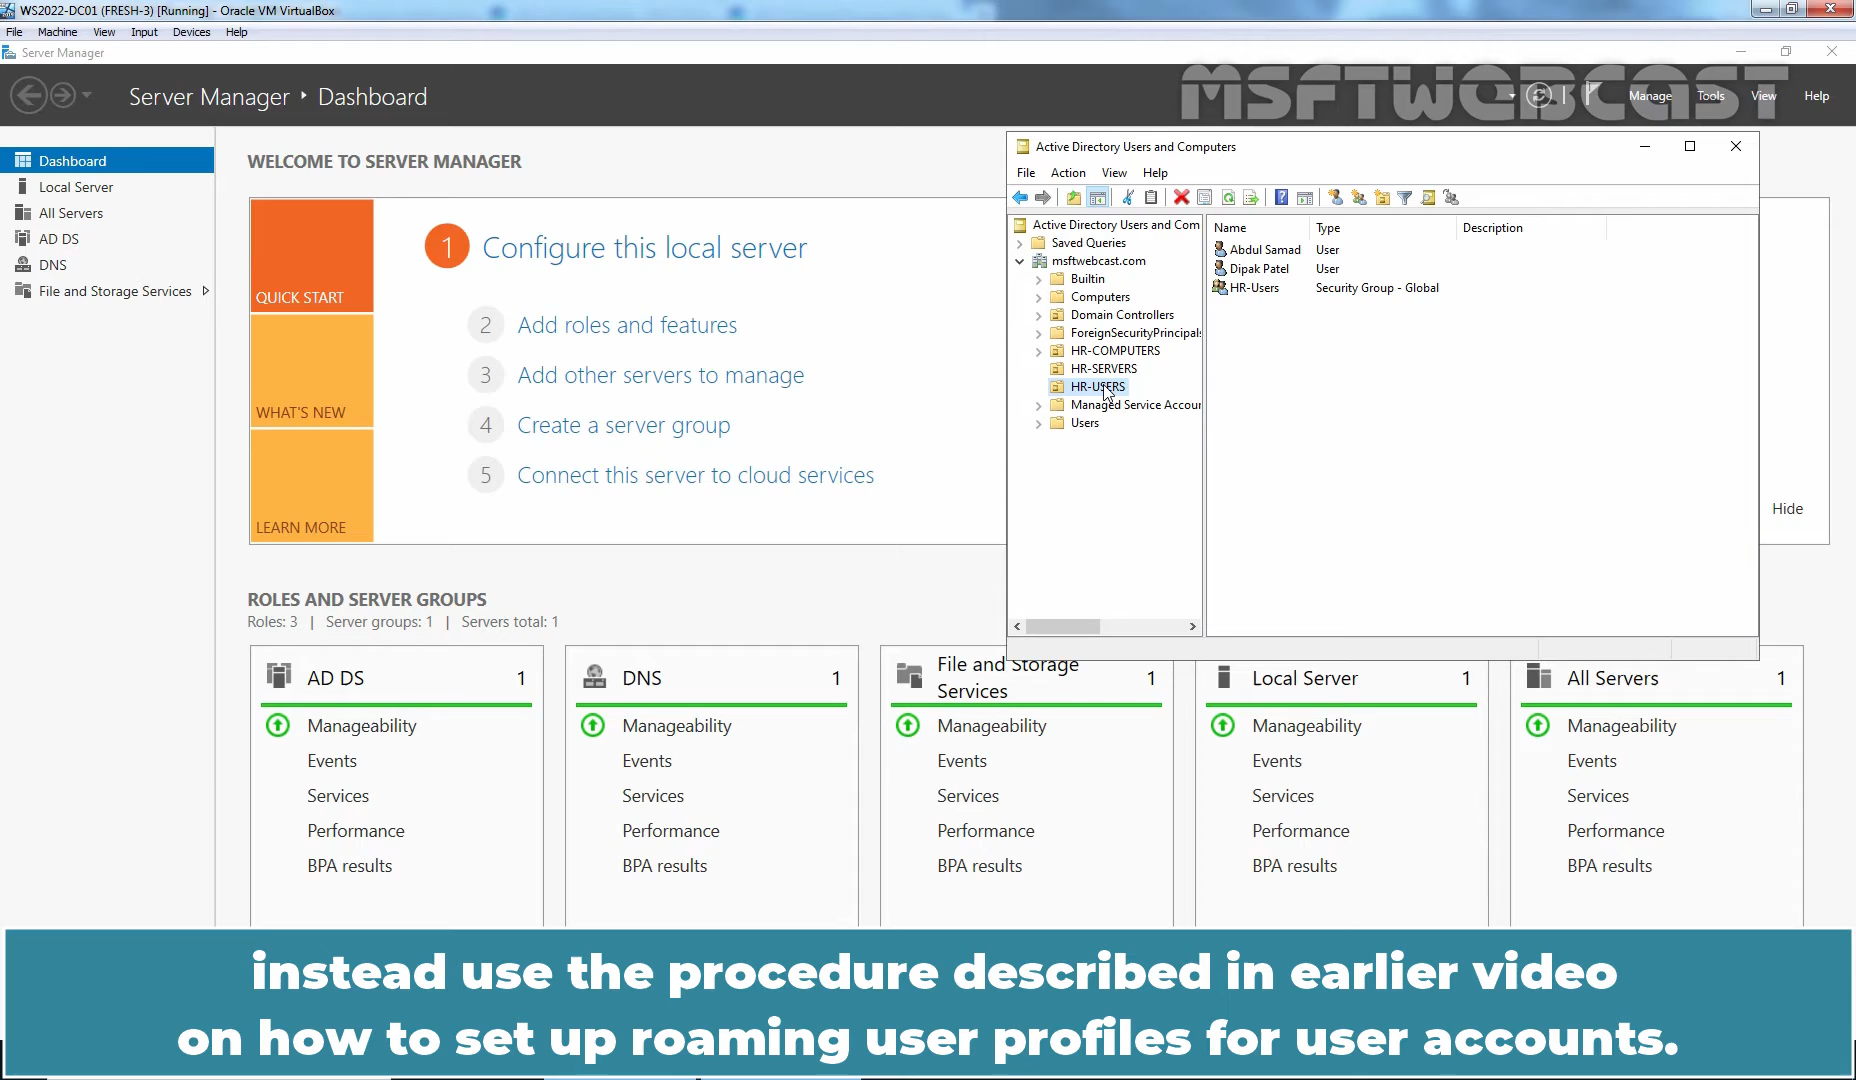 WS2022-DC01 (FRESH-3) [Running] - Oracle VM VirtualBox
File Machine View Input Devices Help
Server Manager
MSFTWEBCAST
Server Manager ‣ Dashboard
Manage Tools View Help
Dashboard
Local Server
All Servers
AD DS
DNS
File and Storage Services
WELCOME TO SERVER MANAGER
QUICK START
WHAT'S NEW
LEARN MORE
1 Configure this local server
2 Add roles and features
3 Add other servers to manage
4 Create a server group
5 Connect this server to cloud services
Hide
Active Directory Users and Computers
File Action View Help
Active Directory Users and Com
Saved Queries
msftwebcast.com
Builtin
Computers
Domain Controllers
ForeignSecurityPrincipals
HR-COMPUTERS
HR-SERVERS
HR-USERS
Managed Service Accour
Users
Name Type Description
Abdul Samad User
Dipak Patel User
HR-Users Security Group - Global
ROLES AND SERVER GROUPS
Roles: 3 | Server groups: 1 | Servers total: 1
AD DS 1
Manageability
Events
Services
Performance
BPA results
DNS 1
Manageability
Events
Services
Performance
BPA results
File and Storage
Services 1
Manageability
Events
Services
Performance
BPA results
Local Server 1
Manageability
Events
Services
Performance
BPA results
All Servers 1
Manageability
Events
Services
Performance
BPA results
instead use the procedure described in earlier video
on how to set up roaming user profiles for user accounts.